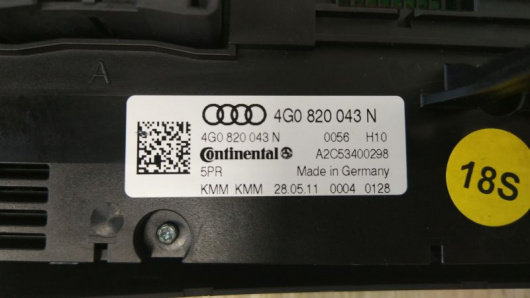 A
4G0 820 043 N
4G0 820 043 N 0056 H10
Continental A2C53400298
5PR Made in Germany
KMM KMM 28.05.11 0004 0128
18S